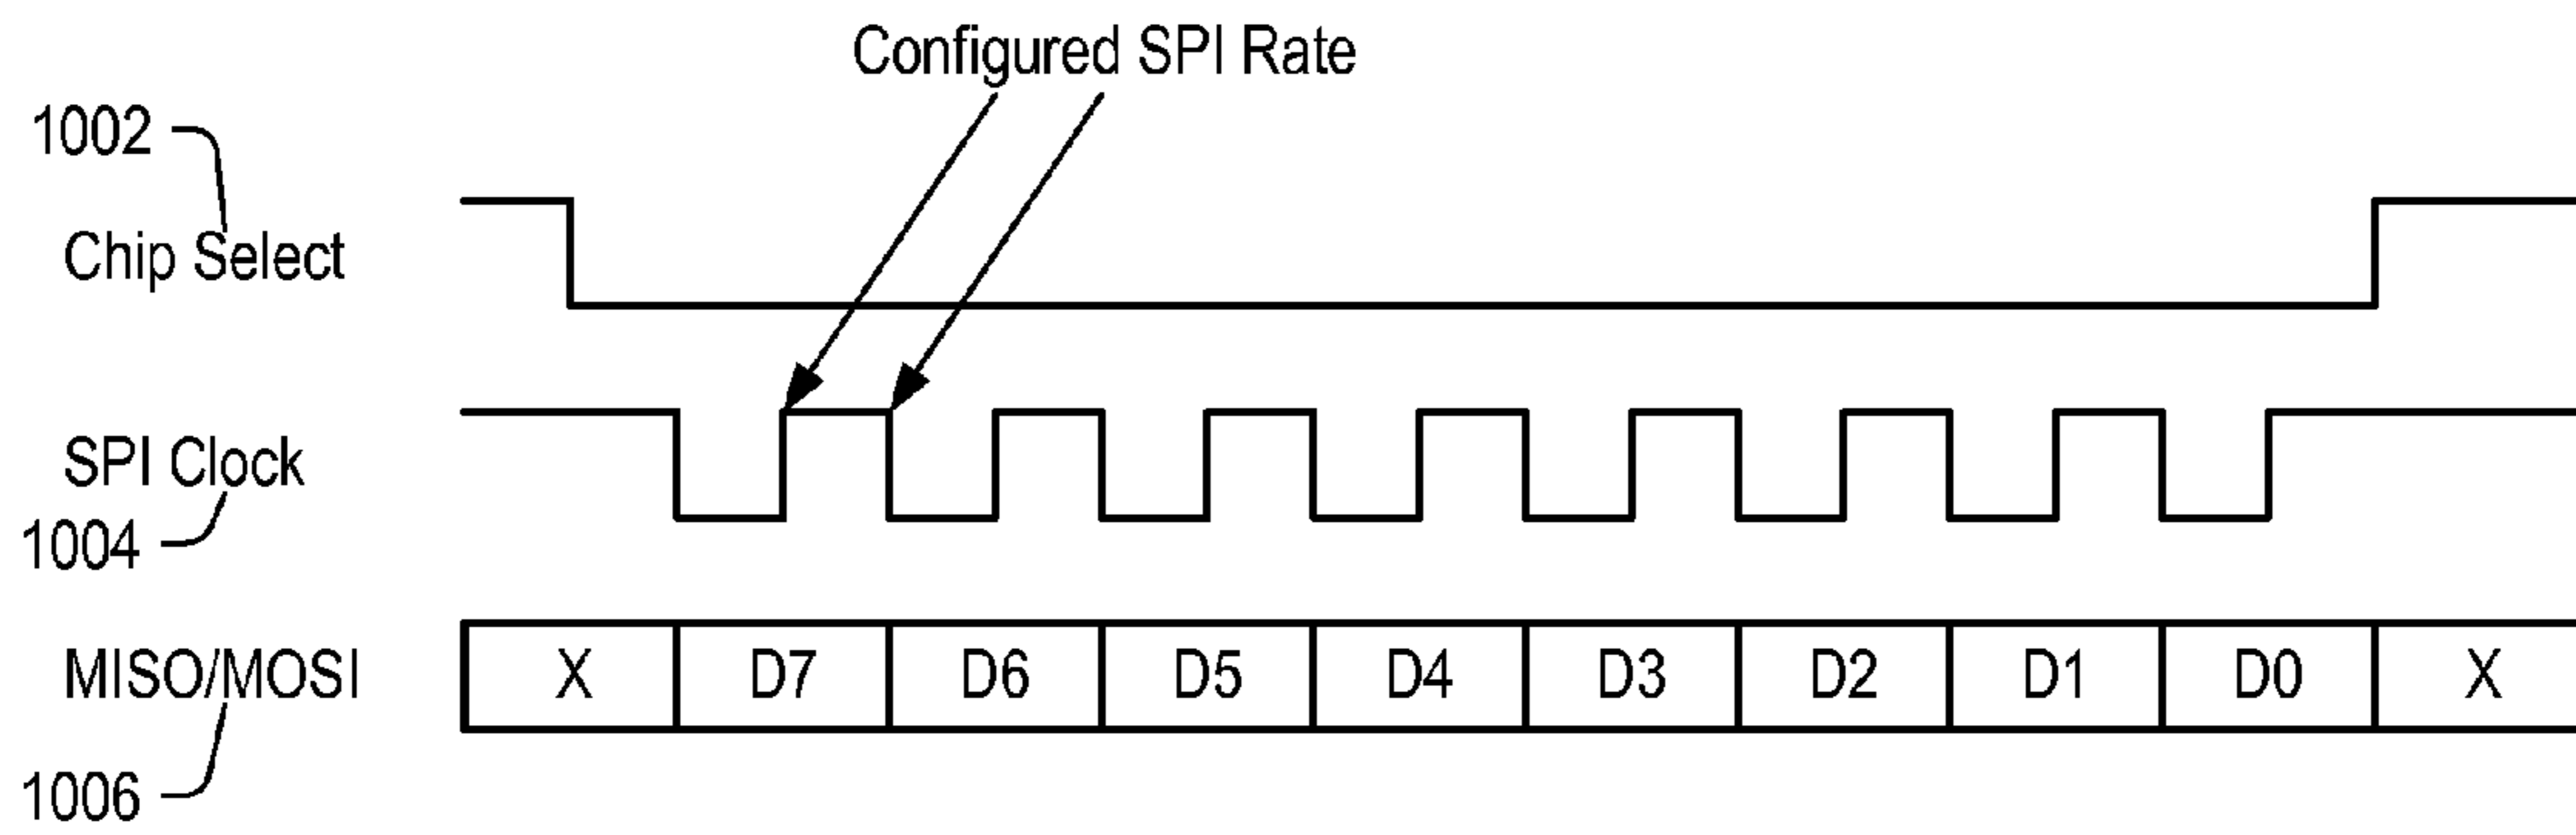 Configured SPI Rate
1002
Chip Select
SPI Clock
1004
MISO/MOSI
X D7 D6 D5 D4 D3 D2 D1 D0 X
1006